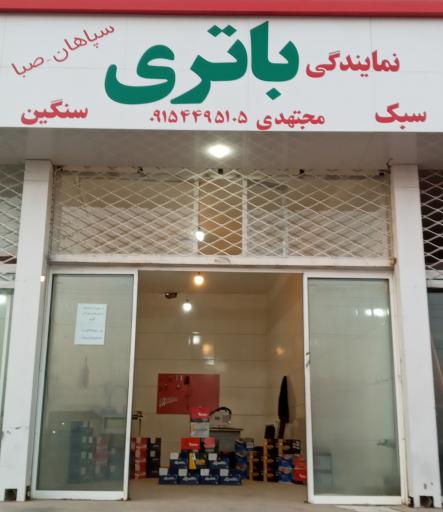 نمایندگی باتری سپاهان - صبا
سبک مجتهدی ۰۹۱۵۴۴۹۵۱۰۵ سنگین